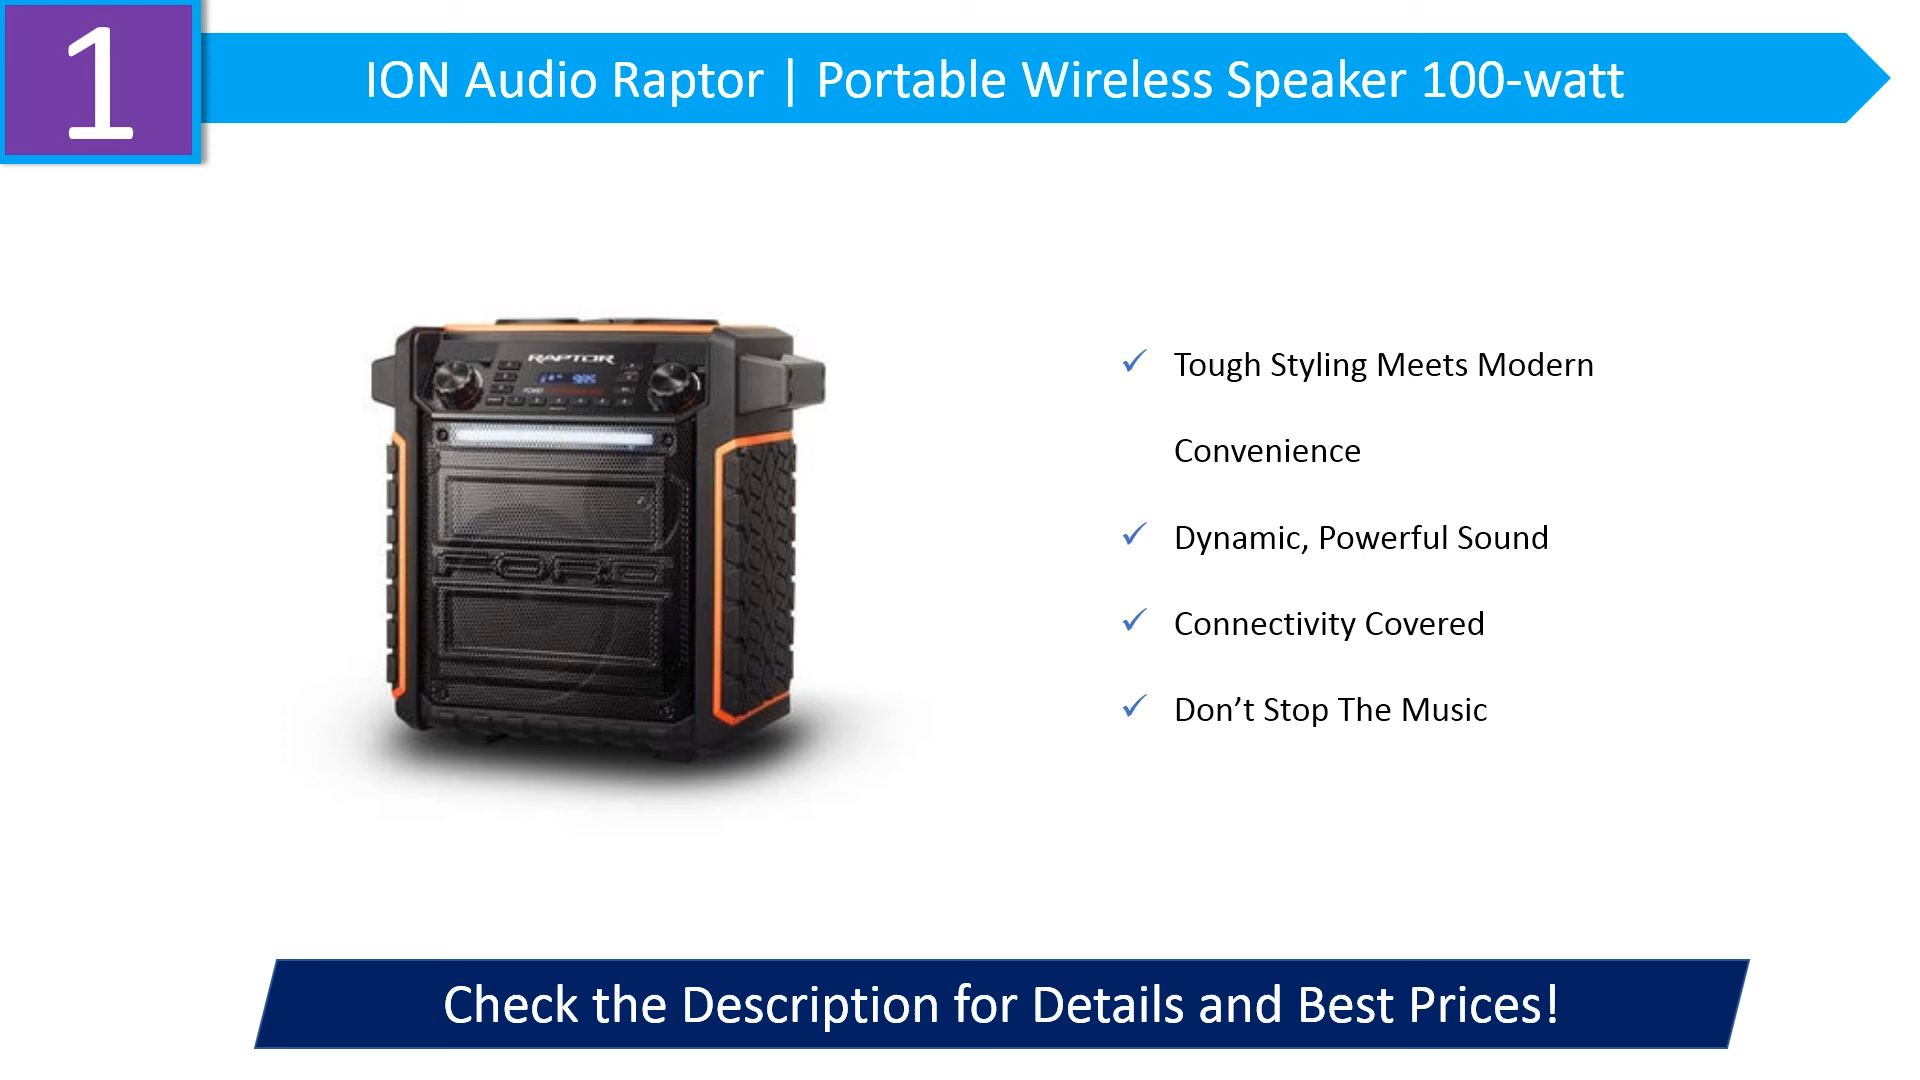 1
ION Audio Raptor | Portable Wireless Speaker 100-watt
RAPTOR
FORD
✓ Tough Styling Meets Modern
Convenience
✓ Dynamic, Powerful Sound
✓ Connectivity Covered
✓ Don’t Stop The Music
Check the Description for Details and Best Prices!